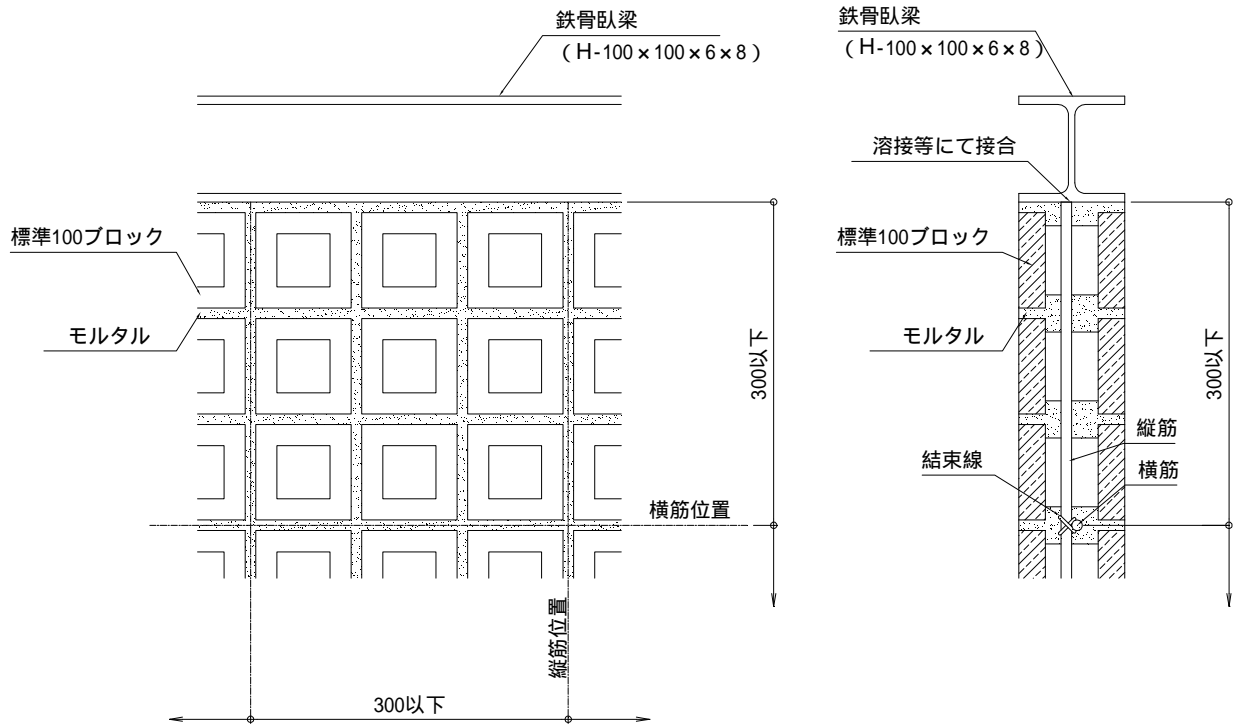 鉄骨臥梁
（H-100×100×6×8）
標準100ブロック
モルタル
300以下
横筋位置
縦筋位置
300以下
鉄骨臥梁
（H-100×100×6×8）
溶接等にて接合
標準100ブロック
モルタル
300以下
縦筋
結束線
横筋